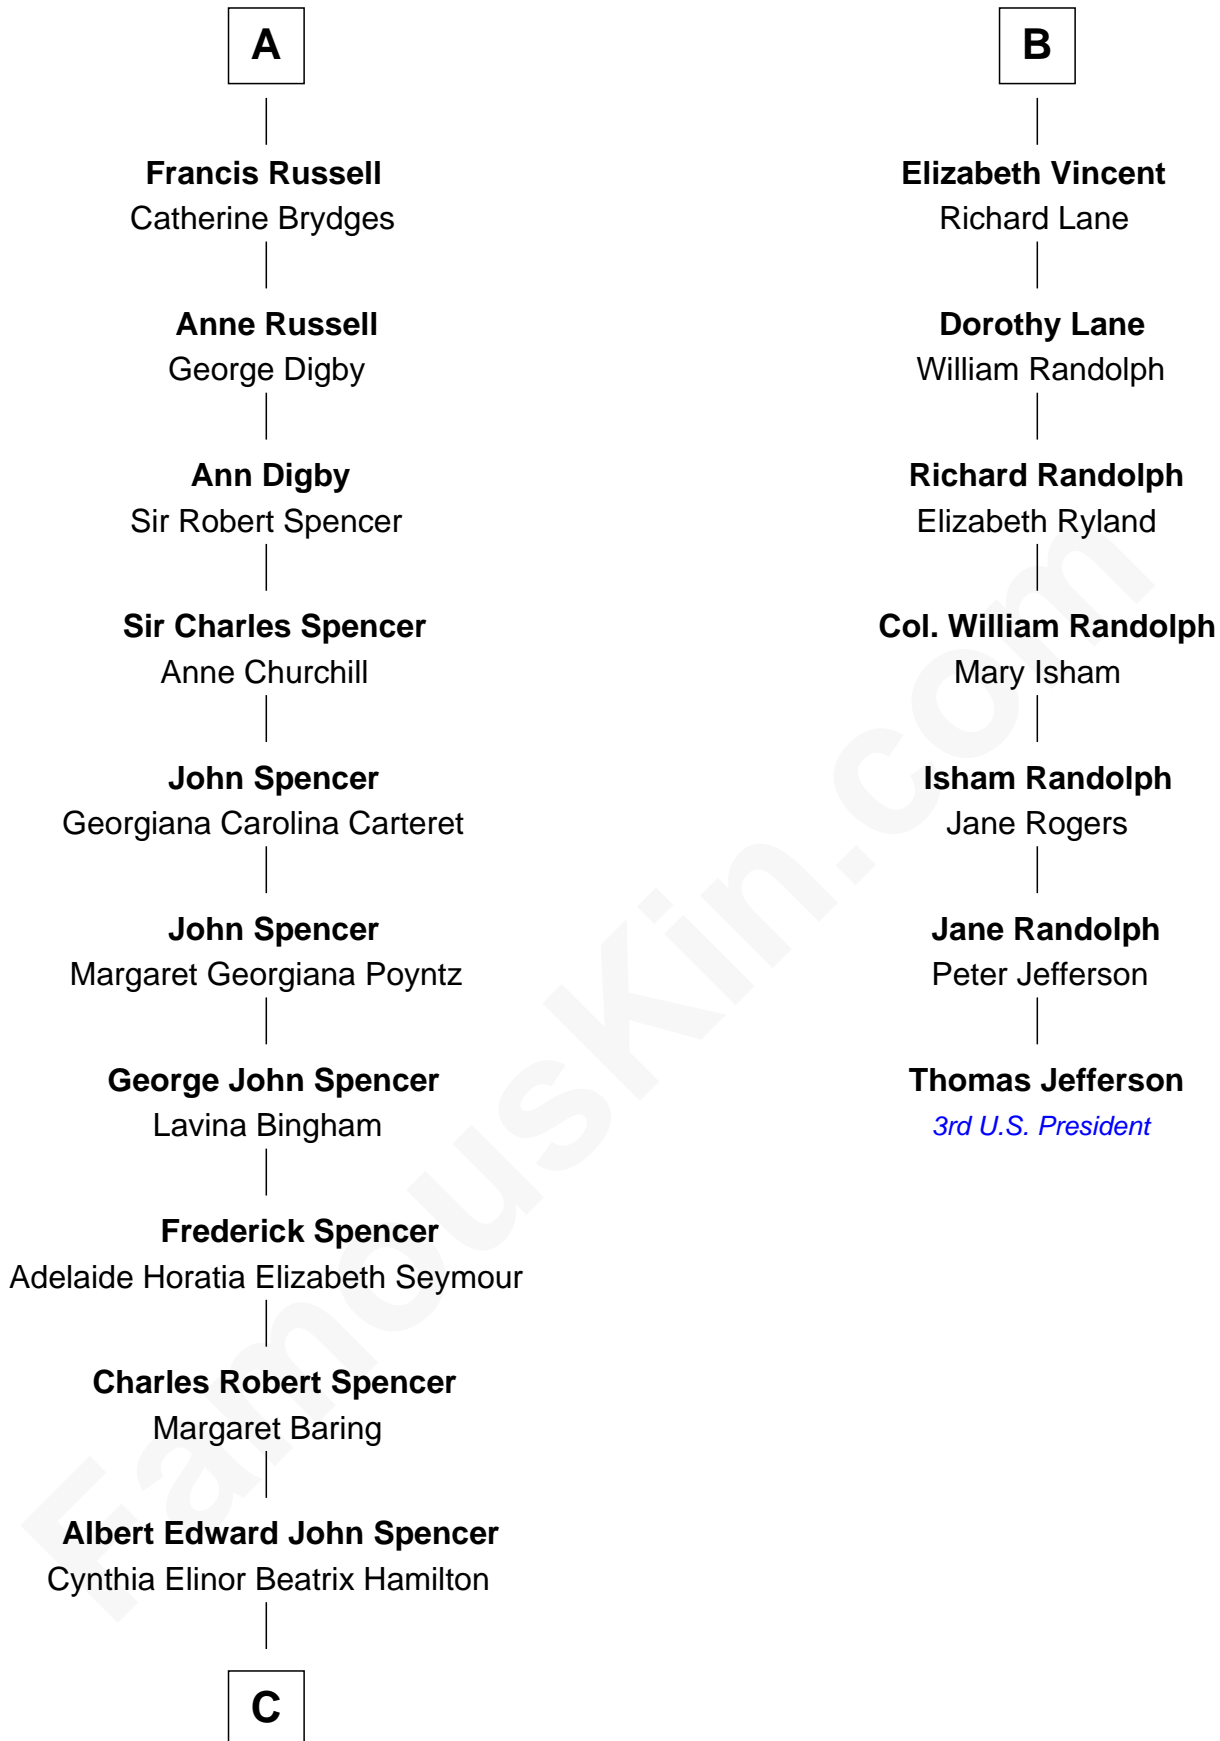 A
Francis Russell
Catherine Brydges
Anne Russell
George Digby
Ann Digby
Sir Robert Spencer
Sir Charles Spencer
Anne Churchill
John Spencer
Georgiana Carolina Carteret
John Spencer
Margaret Georgiana Poyntz
George John Spencer
Lavina Bingham
Frederick Spencer
Adelaide Horatia Elizabeth Seymour
Charles Robert Spencer
Margaret Baring
Albert Edward John Spencer
Cynthia Elinor Beatrix Hamilton
C
B
Elizabeth Vincent
Richard Lane
Dorothy Lane
William Randolph
Richard Randolph
Elizabeth Ryland
Col. William Randolph
Mary Isham
Isham Randolph
Jane Rogers
Jane Randolph
Peter Jefferson
Thomas Jefferson
3rd U.S. President
FamousKin.com